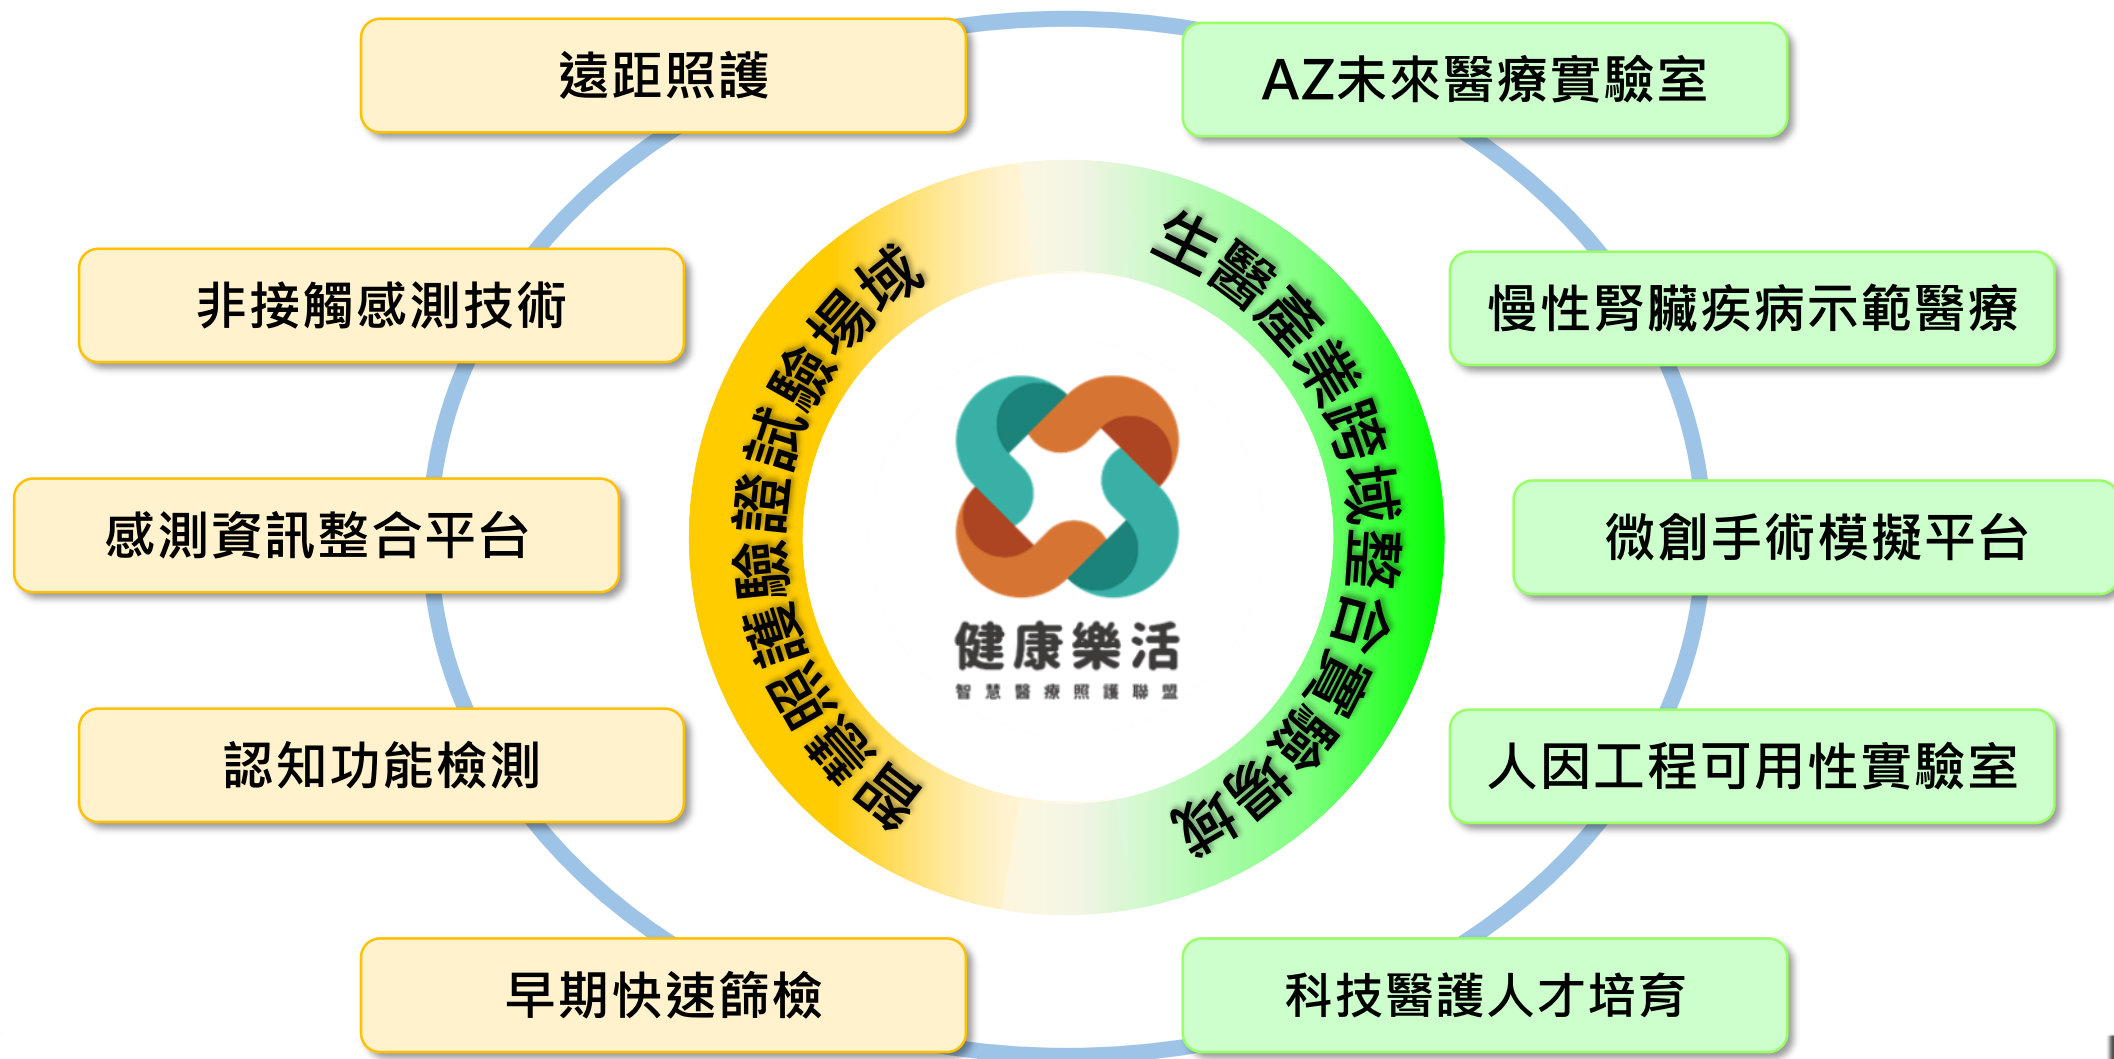 遠距照護
非接觸感測技術
感測資訊整合平台
認知功能檢測
早期快速篩檢
智慧照護驗證試驗場域
健康樂活
智慧醫療照護聯盟
生醫產業跨域整合實驗場域
AZ未來醫療實驗室
慢性腎臟疾病示範醫療
微創手術模擬平台
人因工程可用性實驗室
科技醫護人才培育